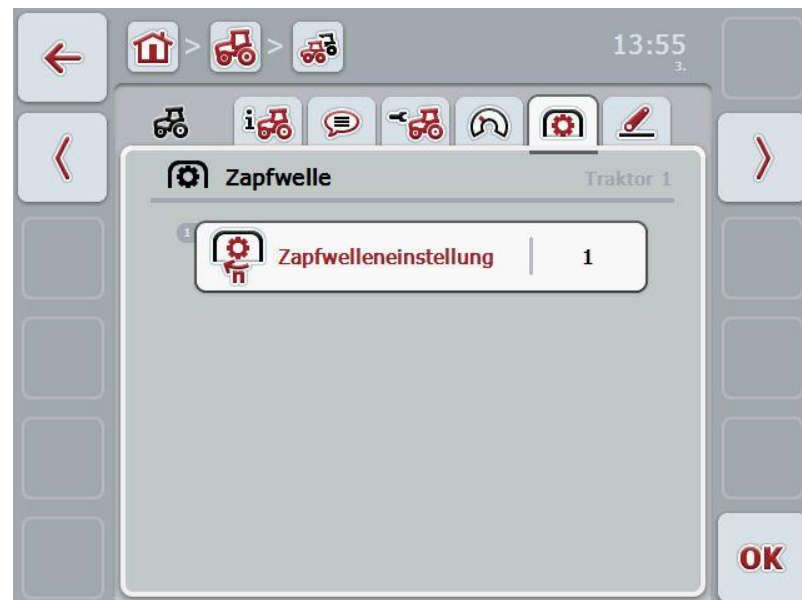 13:55
3.
i
Zapfwelle
Traktor 1
1
n
Zapfwelleneinstellung
1
OK